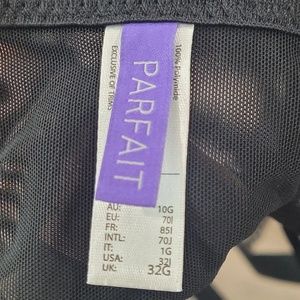 PARFAIT
100% Polyamide
EXCLUSIVE OF TRIMS
AU: 10G
EU: 70I
FR: 85I
INTL: 70J
IT: 1G
USA: 32I
UK: 32G